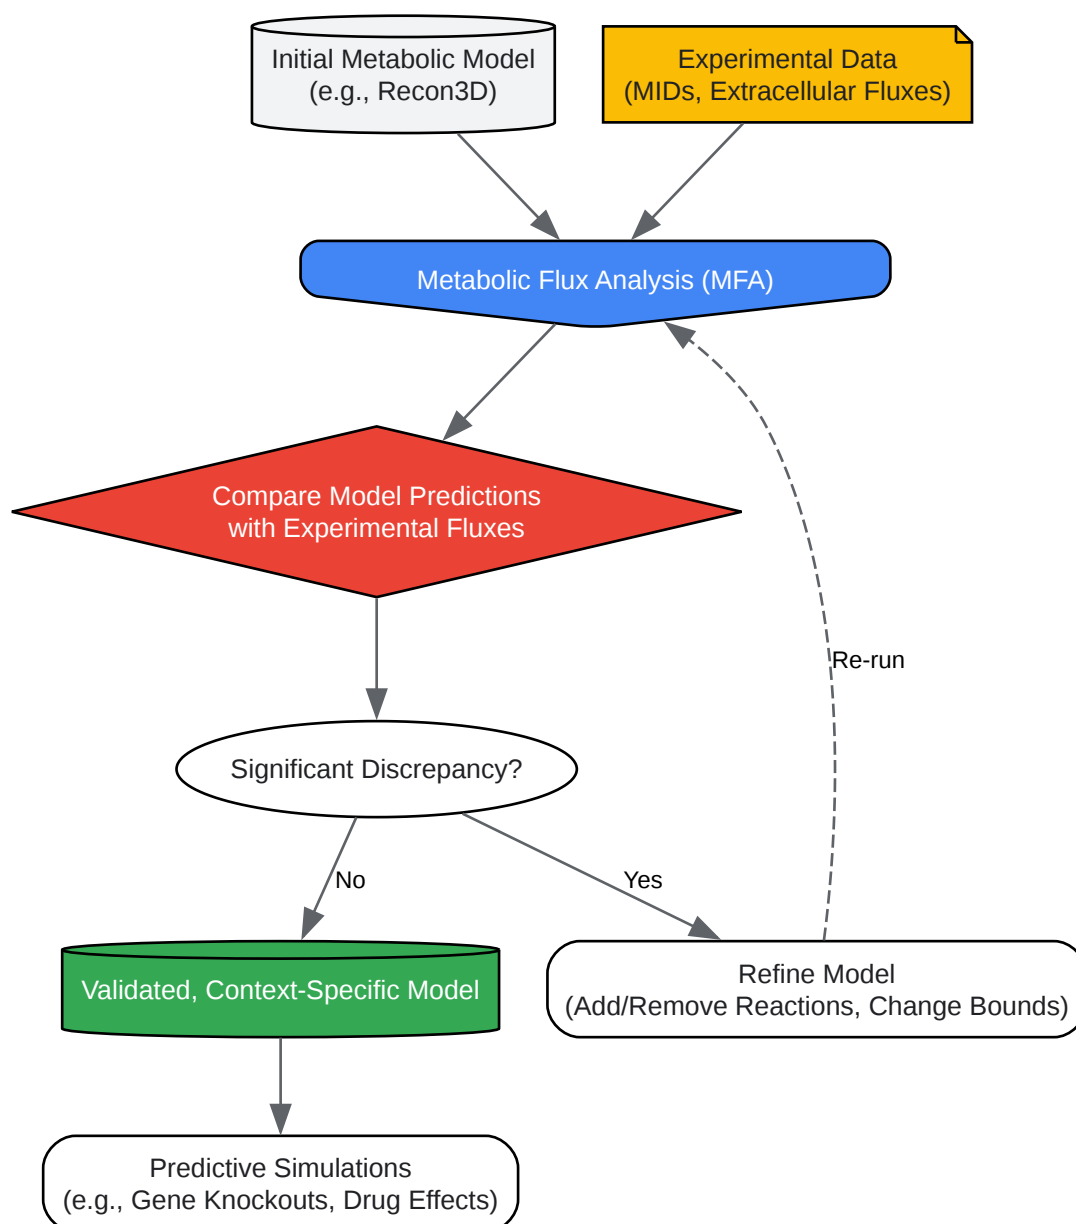 Initial Metabolic Model
(e.g., Recon3D)
Experimental Data
(MIDs, Extracellular Fluxes)
Metabolic Flux Analysis (MFA)
Compare Model Predictions
with Experimental Fluxes
Re-run
Significant Discrepancy?
No
Yes
Validated, Context-Specific Model
Refine Model
(Add/Remove Reactions, Change Bounds)
Predictive Simulations
(e.g., Gene Knockouts, Drug Effects)